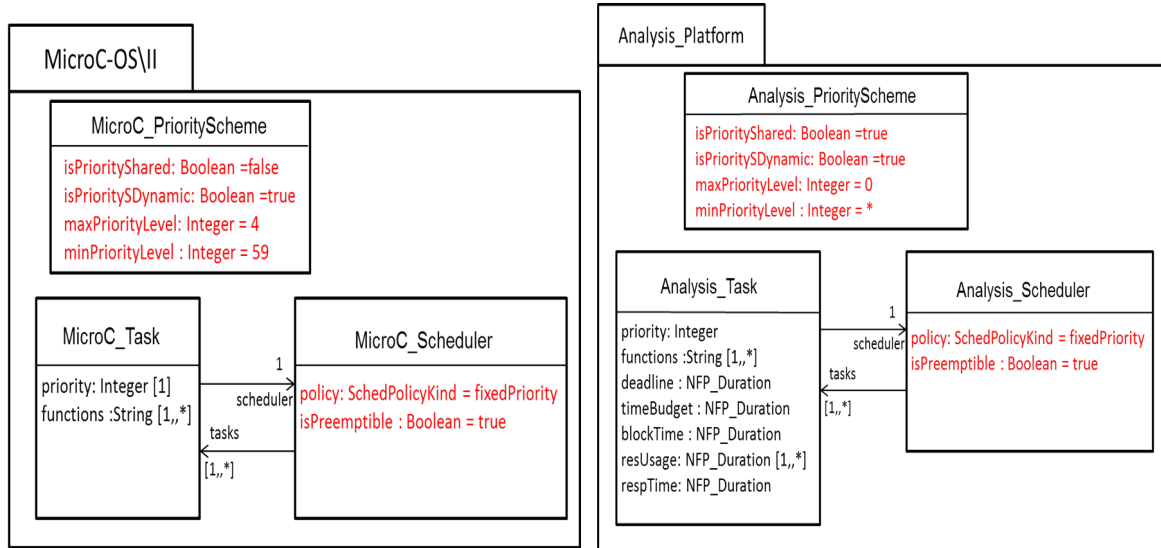 MicroC-OS\II
MicroC_PriorityScheme
isPriorityShared: Boolean =false
isPrioritySDynamic: Boolean =true
maxPriorityLevel: Integer = 4
minPriorityLevel : Integer = 59
MicroC_Task
priority: Integer [1]
functions :String [1,,*]
1
scheduler
tasks
[1,,*]
MicroC_Scheduler
policy: SchedPolicyKind = fixedPriority
isPreemptible : Boolean = true
Analysis_Platform
Analysis_PriorityScheme
isPriorityShared: Boolean =true
isPrioritySDynamic: Boolean =true
maxPriorityLevel: Integer = 0
minPriorityLevel : Integer = *
Analysis_Task
priority: Integer
functions :String [1,,*]
deadline : NFP_Duration
timeBudget : NFP_Duration
blockTime : NFP_Duration
resUsage: NFP_Duration [1,,*]
respTime: NFP_Duration
1
scheduler
tasks
[1,,*]
Analysis_Scheduler
policy: SchedPolicyKind = fixedPriority
isPreemptible : Boolean = true